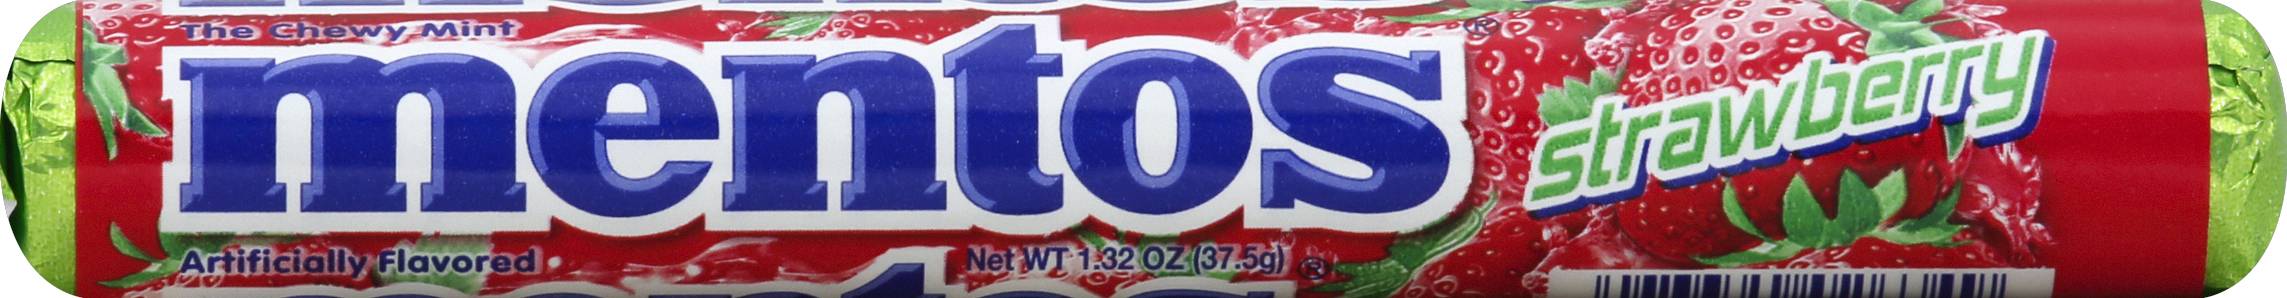 The Chewy Mint
mentos®
strawberry
Artificially Flavored
Net WT 1.32 OZ (37.5g) ®